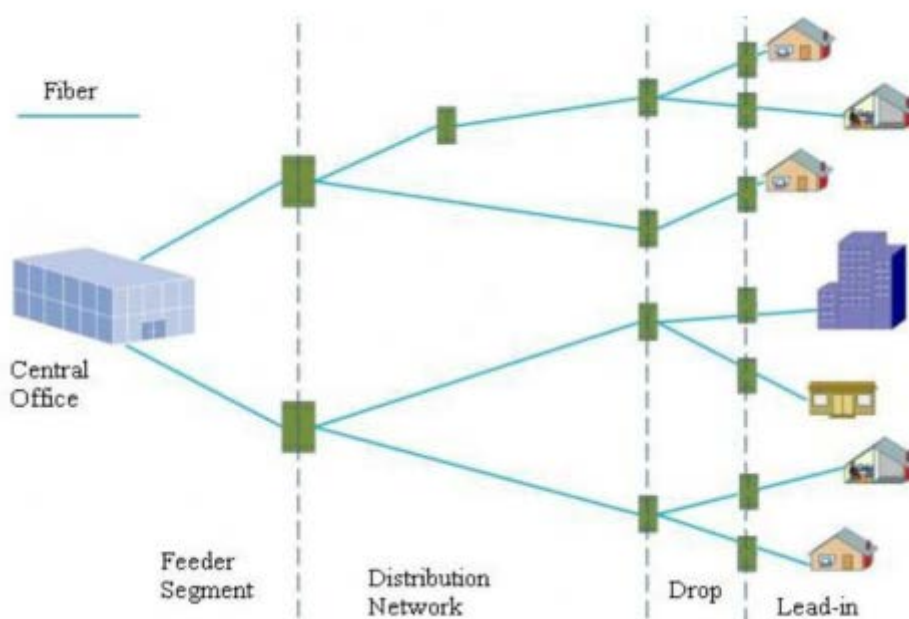 Fiber
Central
Office
Feeder
Segment
Distribution
Network
Drop
Lead-in